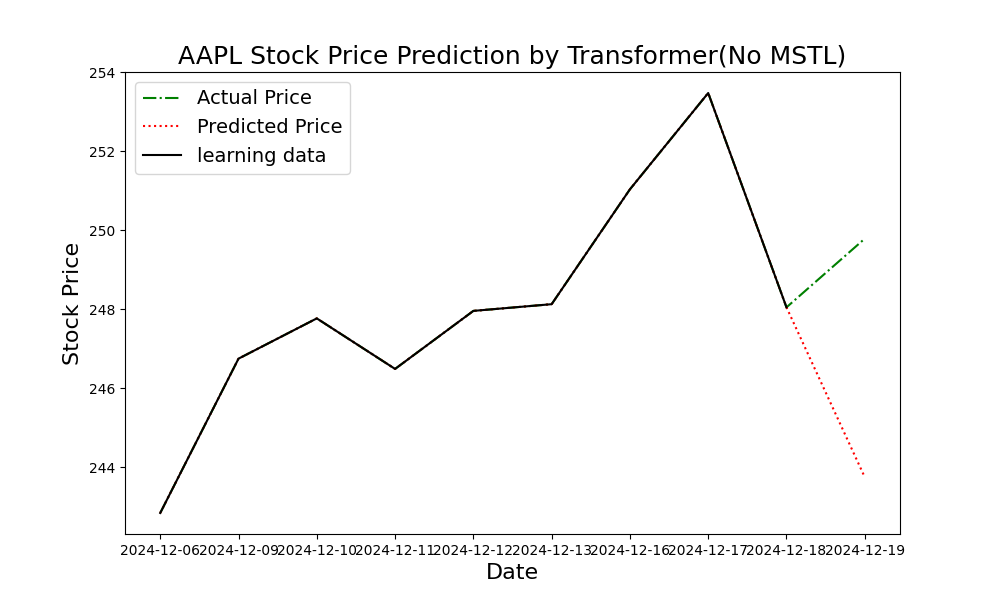 AAPL Stock Price Prediction by Transformer(No MSTL)
Actual Price
Predicted Price
learning data
254
252
250
248
246
244
Stock Price
2024-12-06 2024-12-09 2024-12-10 2024-12-11 2024-12-12 2024-12-13 2024-12-16 2024-12-17 2024-12-18 2024-12-19
Date